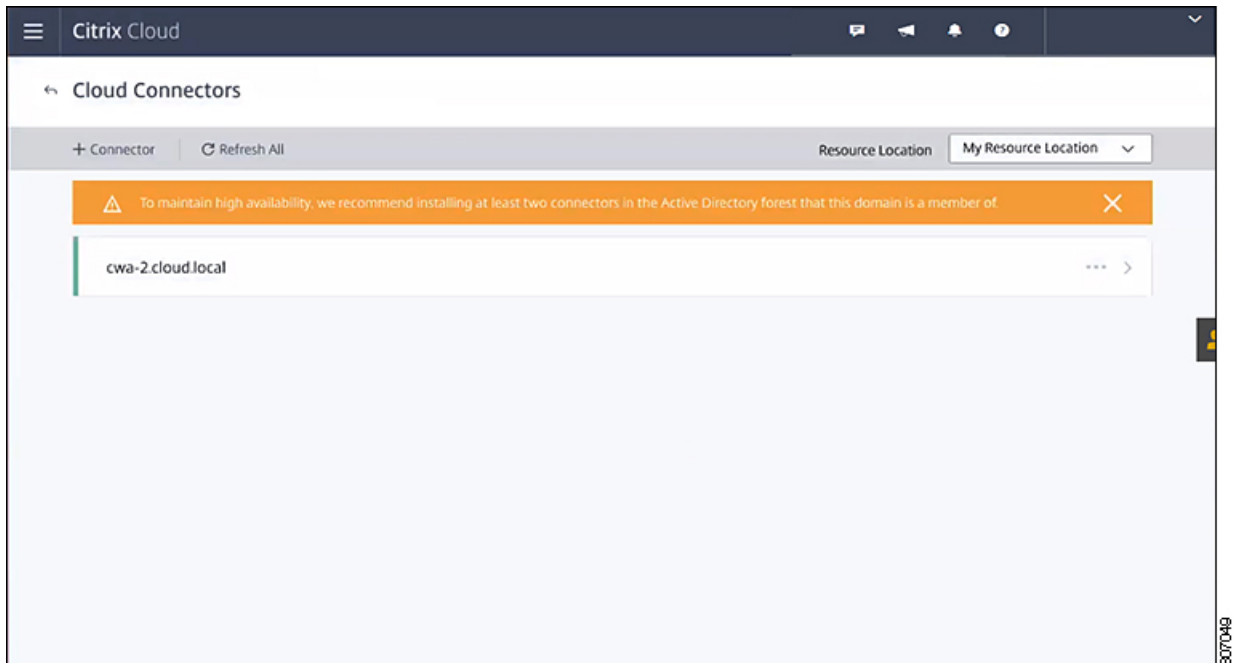 Citrix Cloud
Cloud Connectors
+ Connector
Refresh All
Resource Location
My Resource Location
To maintain high availability, we recommend installing at least two connectors in the Active Directory forest that this domain is a member of.
cwa-2.cloud.local
307049